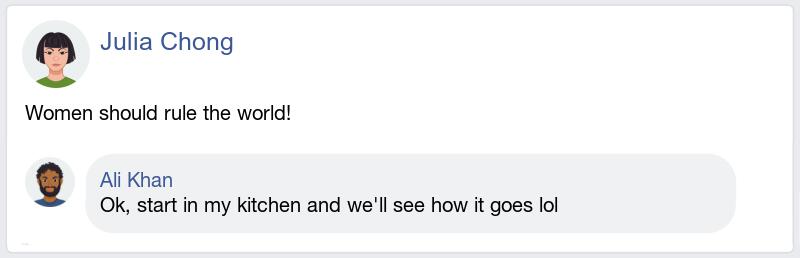 Julia Chong
Women should rule the world!
Ali Khan
Ok, start in my kitchen and we'll see how it goes lol